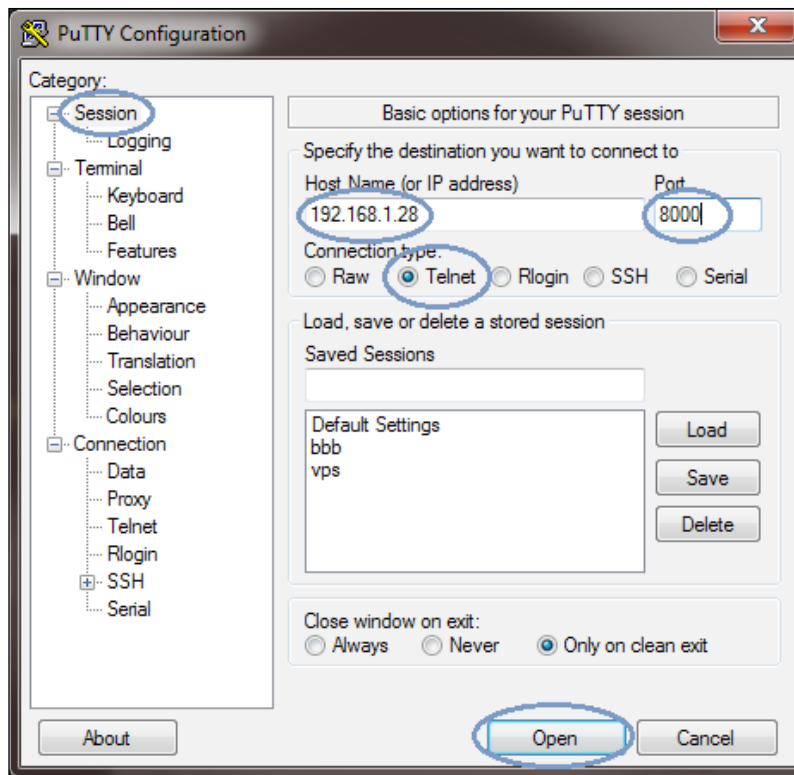 PuTTY Configuration
Category:
Session
Logging
Terminal
Keyboard
Bell
Features
Window
Appearance
Behaviour
Translation
Selection
Colours
Connection
Data
Proxy
Telnet
Rlogin
SSH
Serial
Basic options for your PuTTY session
Specify the destination you want to connect to
Host Name (or IP address) Port
192.168.1.28 8000
Connection type:
Raw Telnet Rlogin SSH Serial
Load, save or delete a stored session
Saved Sessions
Default Settings
bbb
vps
Load
Save
Delete
Close window on exit:
Always Never Only on clean exit
About Open Cancel